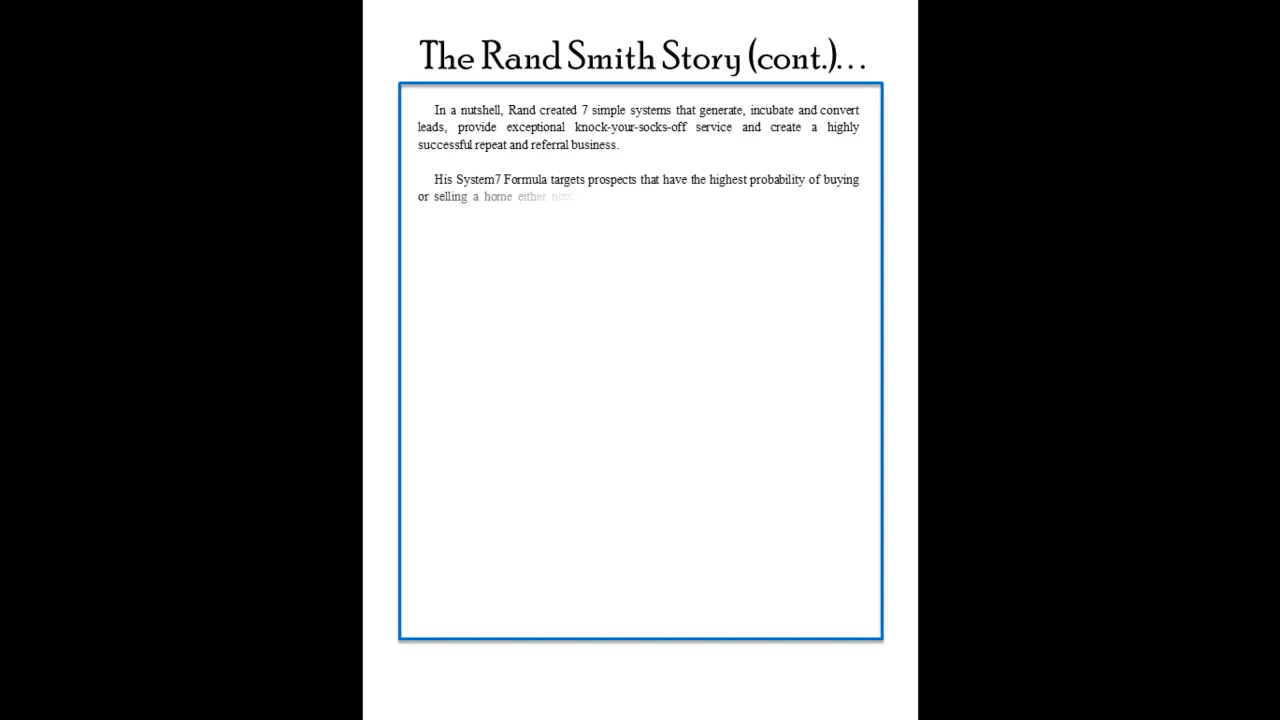 The Rand Smith Story (cont.)…
In a nutshell, Rand created 7 simple systems that generate, incubate and convert
leads, provide exceptional knock-your-socks-off service and create a highly
successful repeat and referral business.
His System7 Formula targets prospects that have the highest probability of buying
or selling a home either now